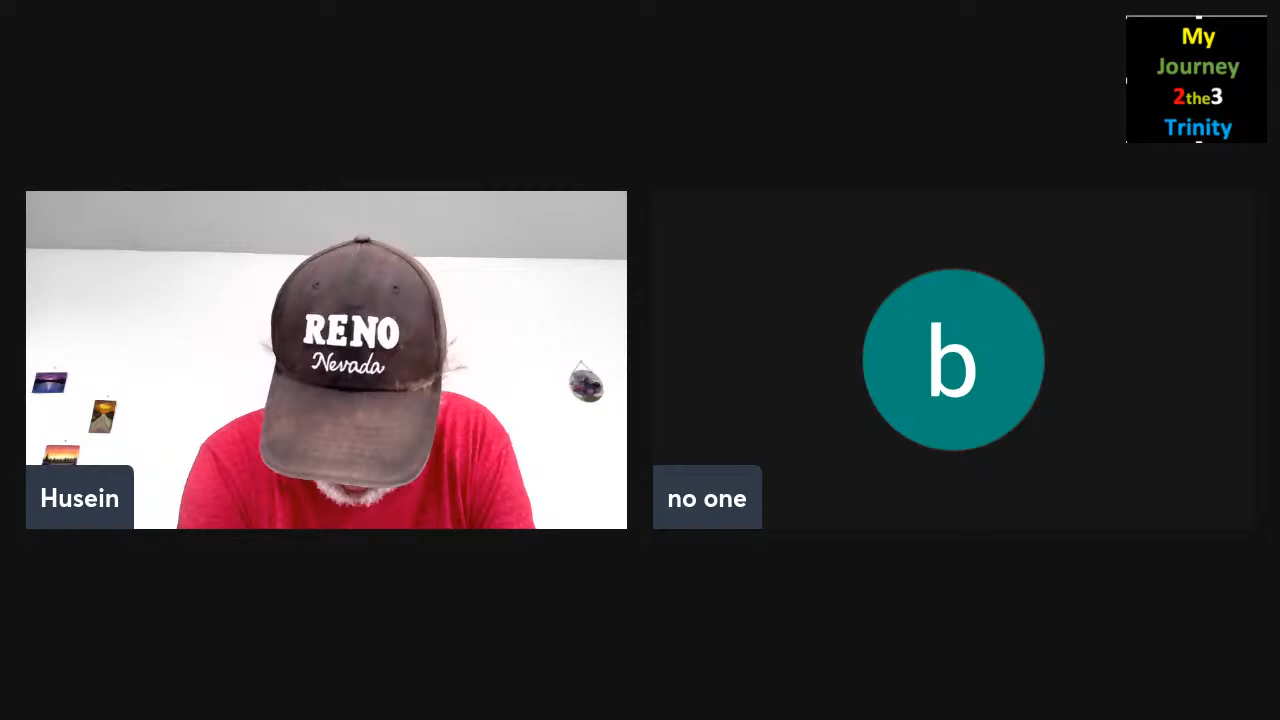 My
Journey
2the3
Trinity
RENO
Nevada
b
Husein
no one